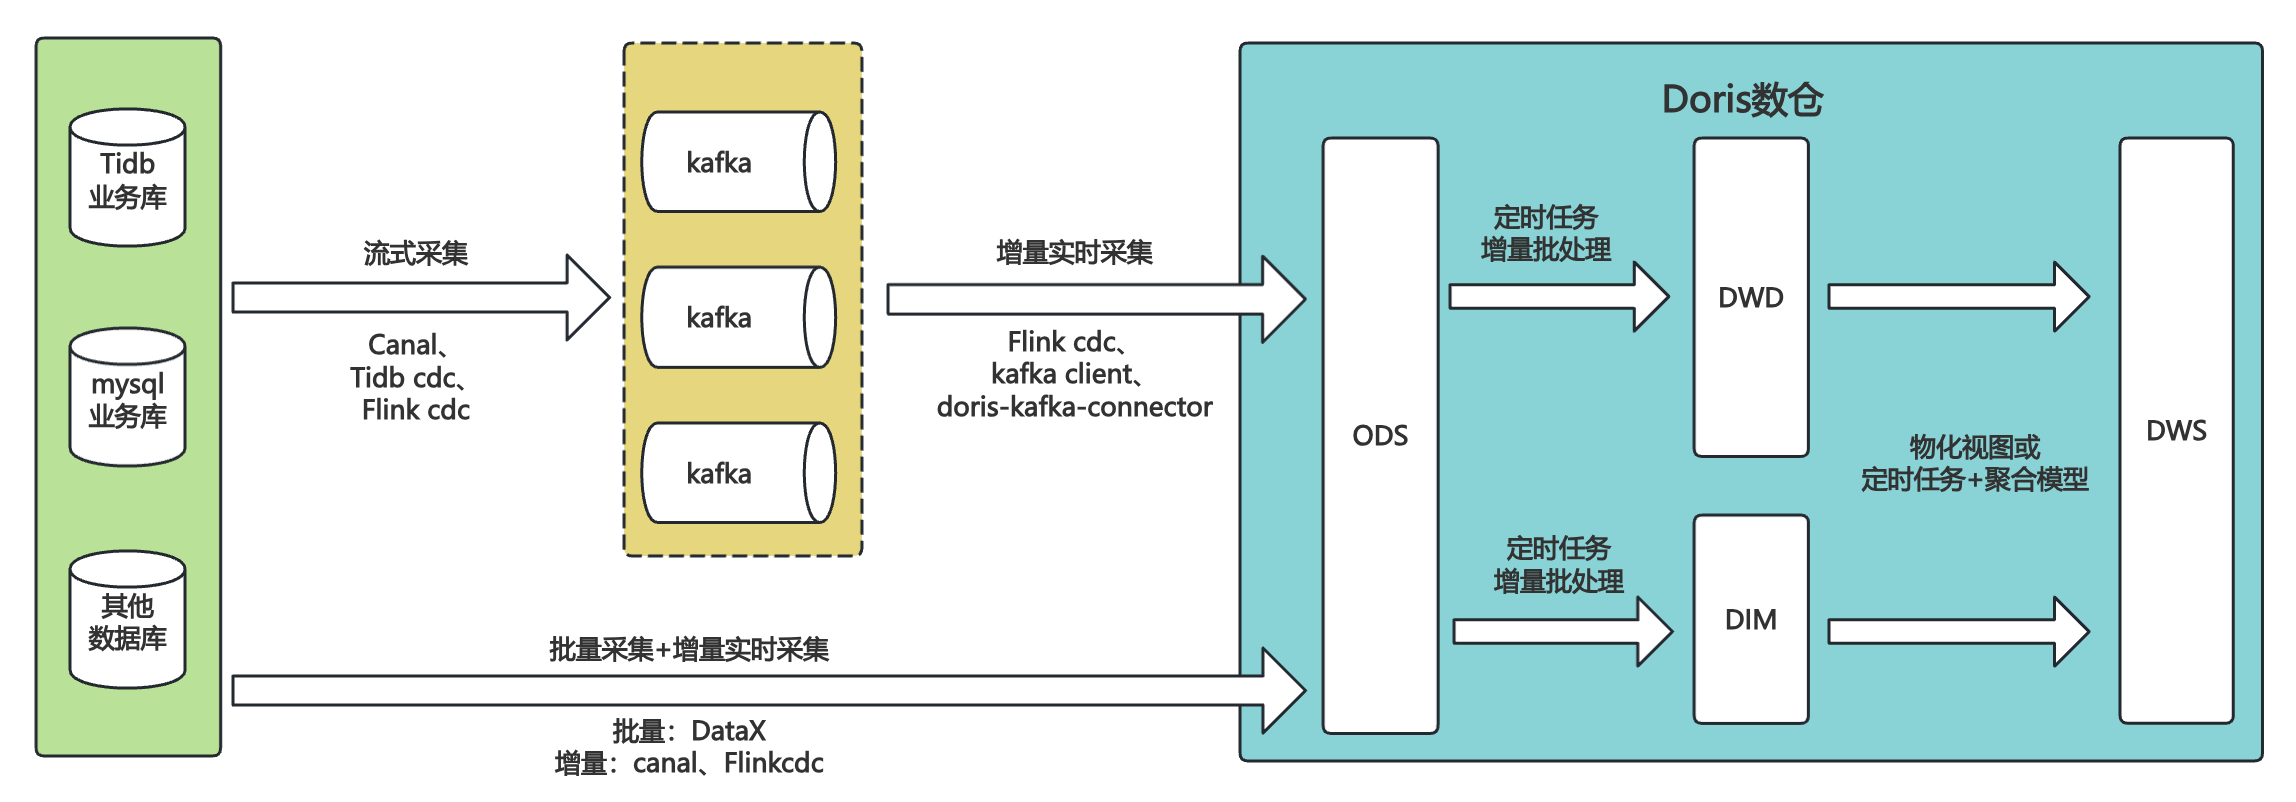 Tidb
业务库
mysql
业务库
其他
数据库
流式采集
Canal、
Tidb cdc、
Flink cdc
kafka
kafka
kafka
增量实时采集
Flink cdc、
kafka client、
doris-kafka-connector
批量采集+增量实时采集
批量：DataX
增量：canal、Flinkcdc
Doris数仓
ODS
定时任务
增量批处理
定时任务
增量批处理
DWD
DIM
物化视图或
定时任务+聚合模型
DWS